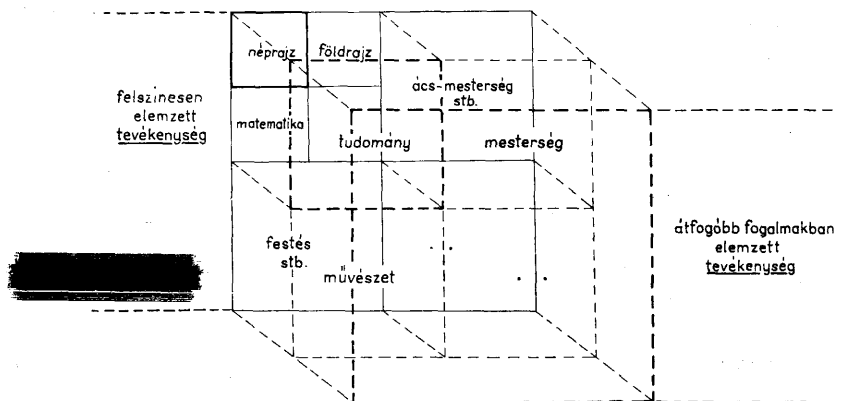 néprajz
földrajz
felszínesen
elemzett
tevékenység
ács-mesterség
stb.
matematika
tudomány
mesterség
festés
stb.
művészet
átfogóbb fogalmakban
elemzett
tevékenység